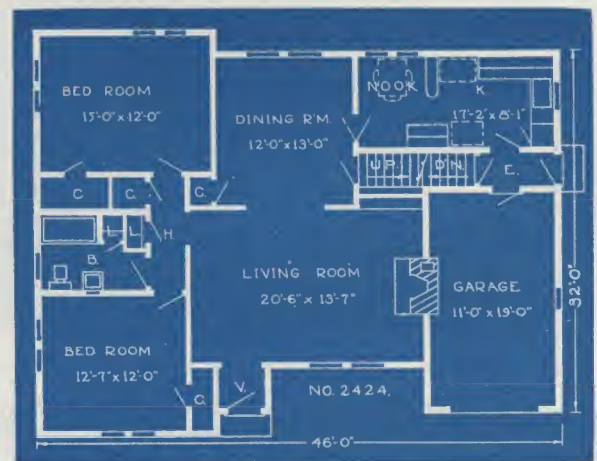 BED ROOM
15'-0" x 12'-0"
DINING R'M.
12'-0" x 13'-0"
NOOK
K.
17'-2" x 8'-1"
UP.
D'N.
E.
C.
C.
C.
L.
L.
H.
B.
LIVING ROOM
20'-6" x 13'-7"
GARAGE
11'-0" x 19'-0"
32'-0"
BED ROOM
12'-7" x 12'-0"
C.
V.
NO. 2424.
46'-0"